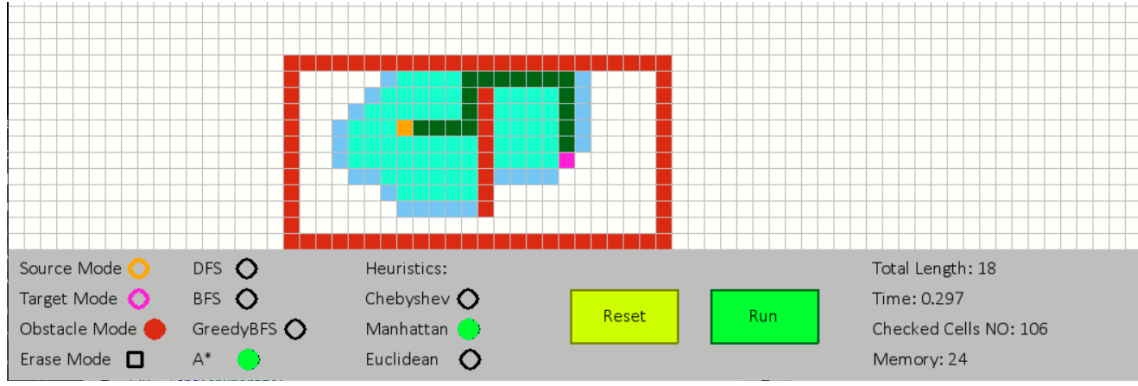 Source Mode DFS Heuristics: Total Length: 18
Target Mode BFS Chebyshev Time: 0.297
Obstacle Mode GreedyBFS Manhattan Reset Run Checked Cells NO: 106
Erase Mode A* Euclidean Memory: 24